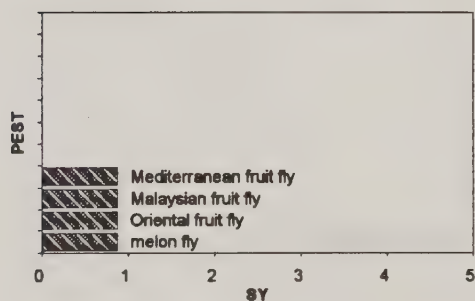 PEST
Mediterranean fruit fly
Malaysian fruit fly
Oriental fruit fly
melon fly
0 1 2 3 4 5
SY